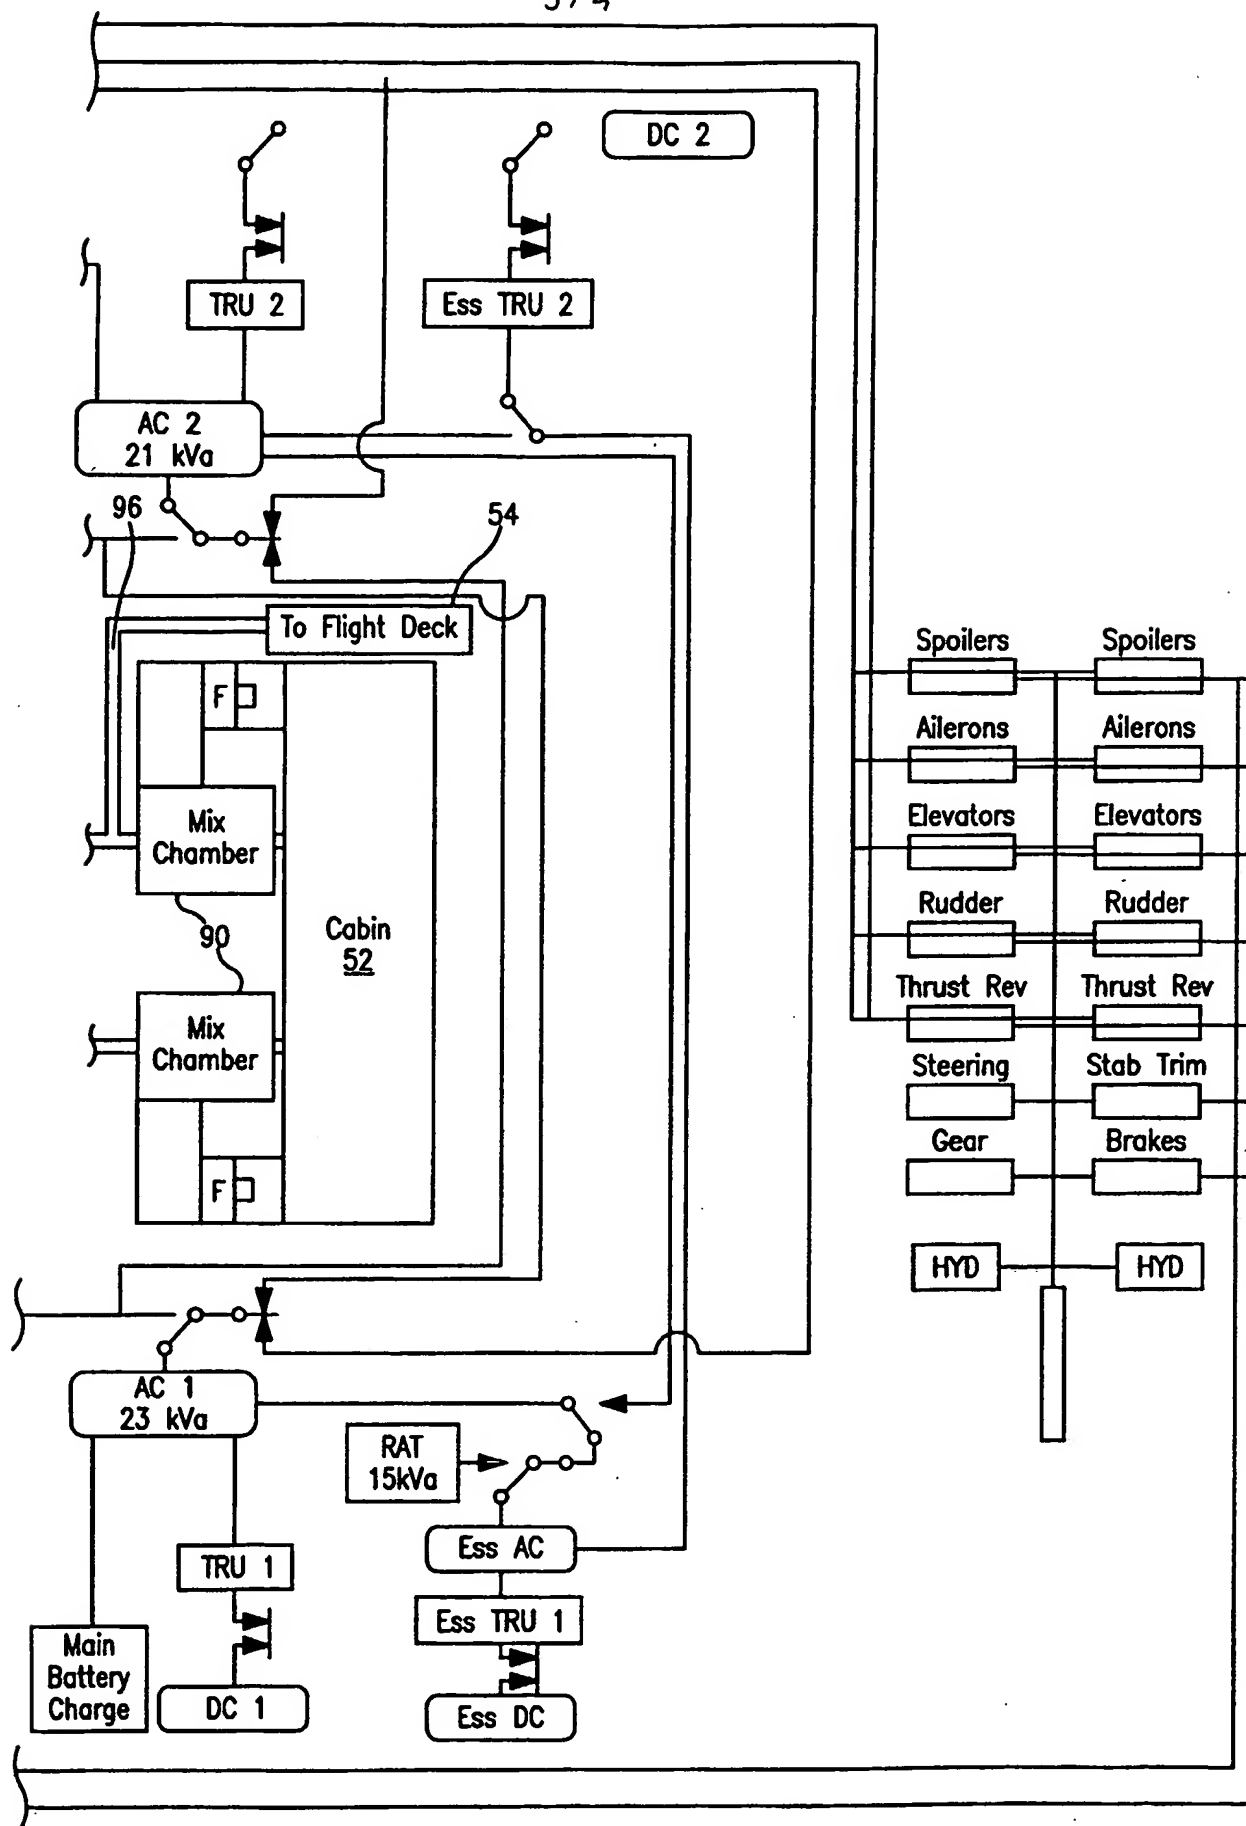 DC 2
TRU 2
Ess TRU 2
AC 2
21 kVa
96
54
To Flight Deck
F
Mix
Chamber
90
Cabin
52
Mix
Chamber
F
Spoilers
Spoilers
Ailerons
Ailerons
Elevators
Elevators
Rudder
Rudder
Thrust Rev
Thrust Rev
Steering
Stab Trim
Gear
Brakes
HYD
HYD
AC 1
23 kVa
RAT
15kVa
Ess AC
TRU 1
Ess TRU 1
Main
Battery
Charge
DC 1
Ess DC